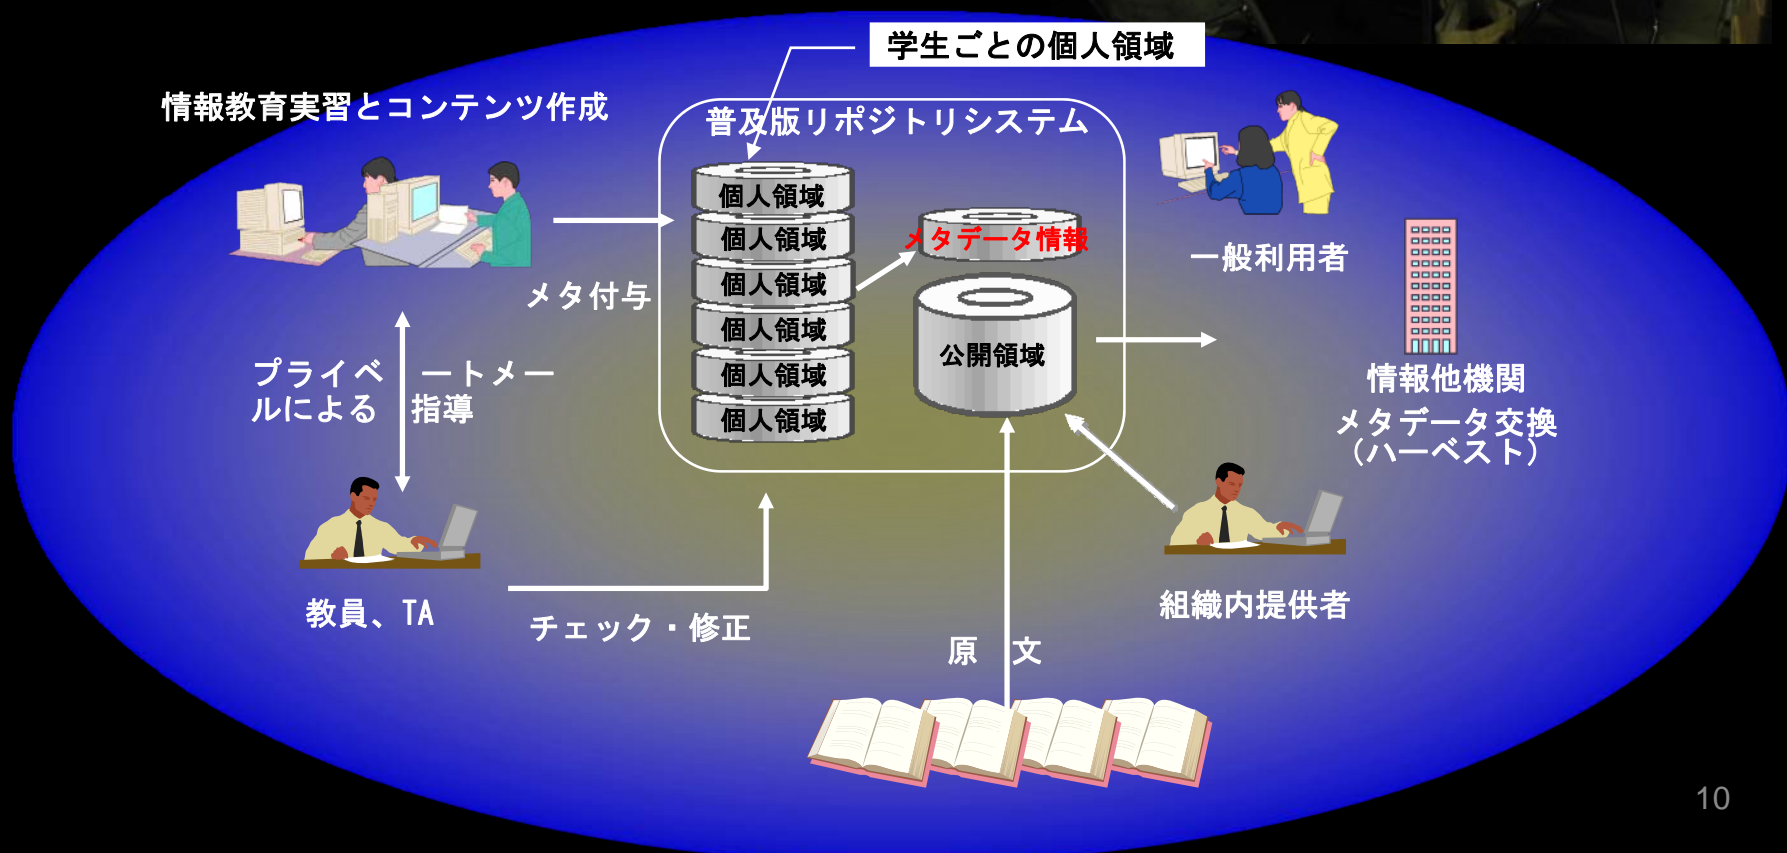 学生ごとの個人領域
情報教育実習とコンテンツ作成
普及版リポジトリシステム
個人領域
個人領域
個人領域
個人領域
個人領域
個人領域
メタデータ情報
公開領域
メタ付与
一般利用者
情報他機関
メタデータ交換
（ハーベスト）
プライベートメー
ルによる 指導
教員、TA
チェック・修正
組織内提供者
原 文
10